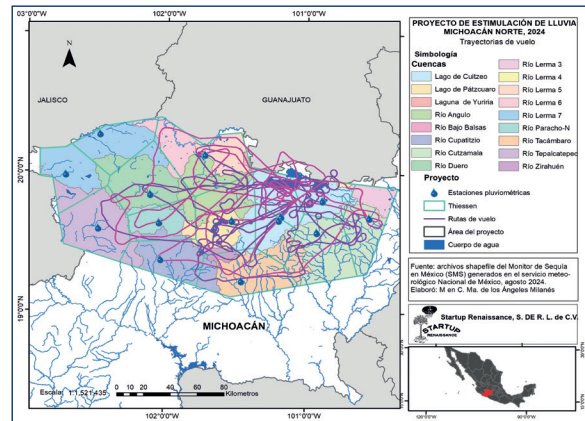 PROYECTO DE ESTIMULACIÓN DE LLUVIA
MICHOACÁN NORTE, 2024
Trayectorias de vuelo
Simbología
Cuencas
Lago de Cuitzeo
Lago de Pátzcuaro
Laguna de Yuriria
Río Angulo
Río Bajo Balsas
Río Cupatitzio
Río Cutzamala
Río Duero
Río Lerma 3
Río Lerma 4
Río Lerma 5
Río Lerma 6
Río Lerma 7
Río Paracho-N
Río Tacámbaro
Río Tepalcatepec
Río Zirahuén
Proyecto
Estaciones pluviométricas
Thiessen
Rutas de vuelo
Área del proyecto
Cuerpo de agua
Fuente: archivos shapefile del Monitor de Sequía
en México (SMS) generados en el servicio meteo-
rológico Nacional de México, agosto 2024.
Elaboró: M en C. Ma. de los Ángeles Milanés
Startup Renaissance, S. DE R. L. de C.V.
STARTUP
RENAISSANCE
103°0'0"W
102°0'0"W
101°0'0"W
N
JALISCO
GUANAJUATO
20°0'0"N
19°0'0"N
MICHOACÁN
Escala: 1:1,521,435
0 10 20 40 60 80
Kilometros
102°0'0"W
101°0'0"W